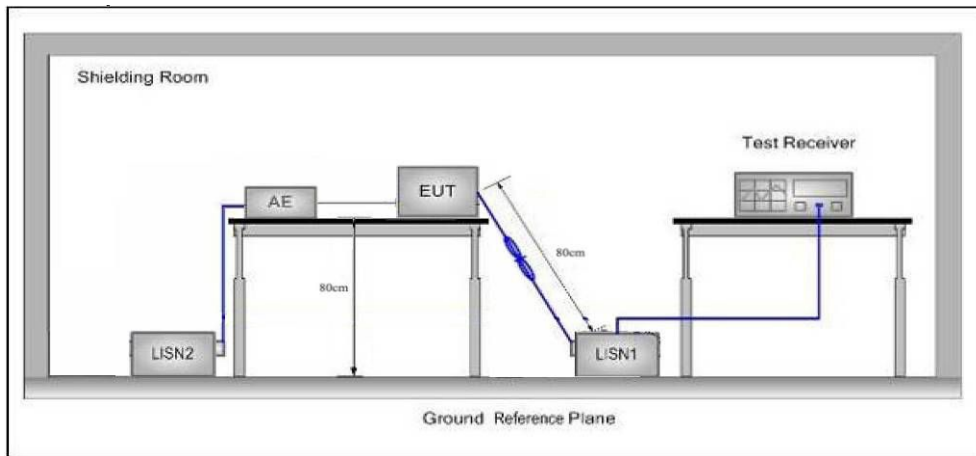 Shielding Room
Test Receiver
EUT
AE
80cm
80cm
LISN2
LISN1
Ground Reference Plane